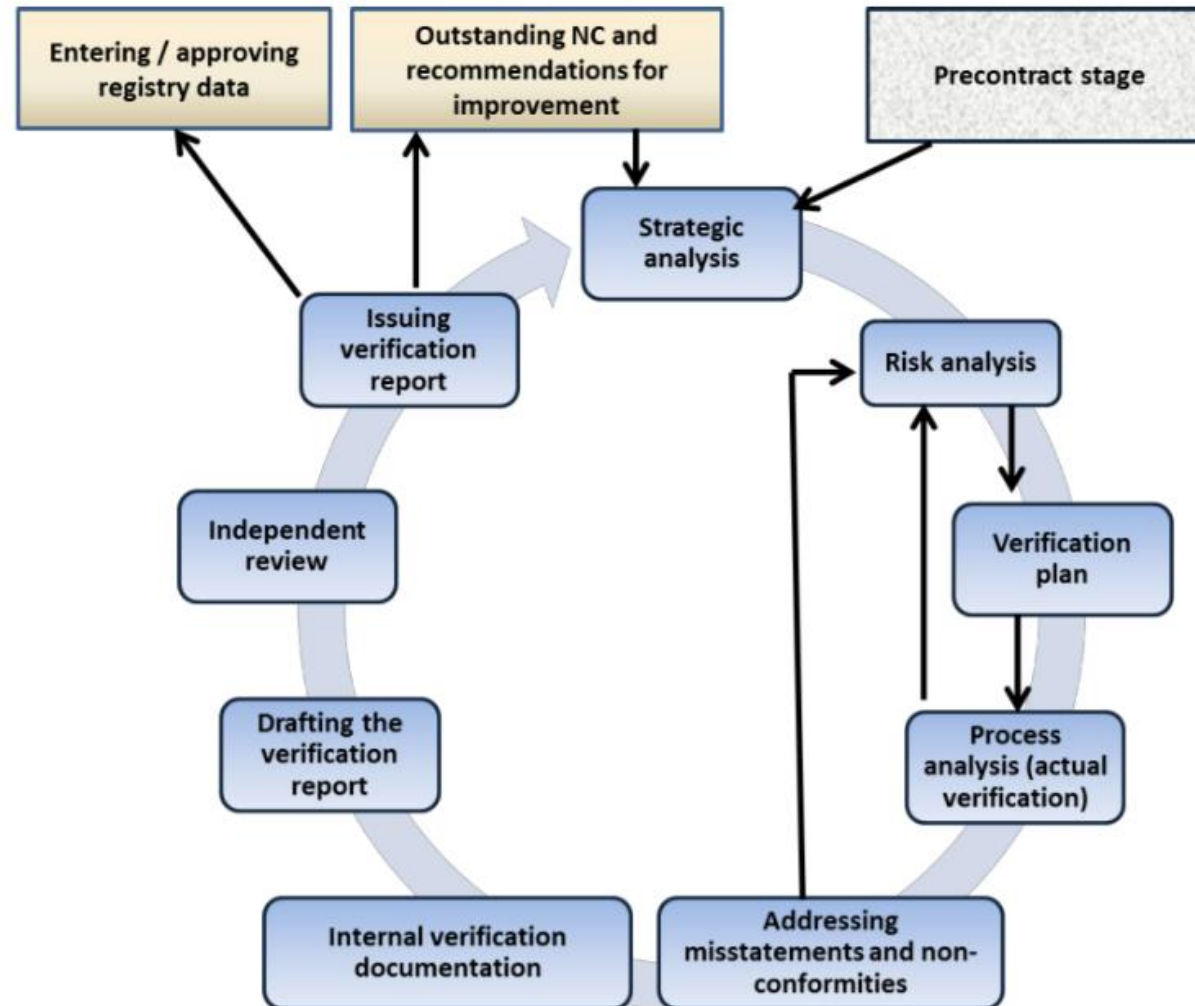 Entering / approving
registry data
Outstanding NC and
recommendations for
improvement
Precontract stage
Strategic
analysis
Issuing
verification
report
Risk analysis
Independent
review
Verification
plan
Drafting the
verification
report
Process
analysis (actual
verification)
Internal verification
documentation
Addressing
misstatements and non-
conformities